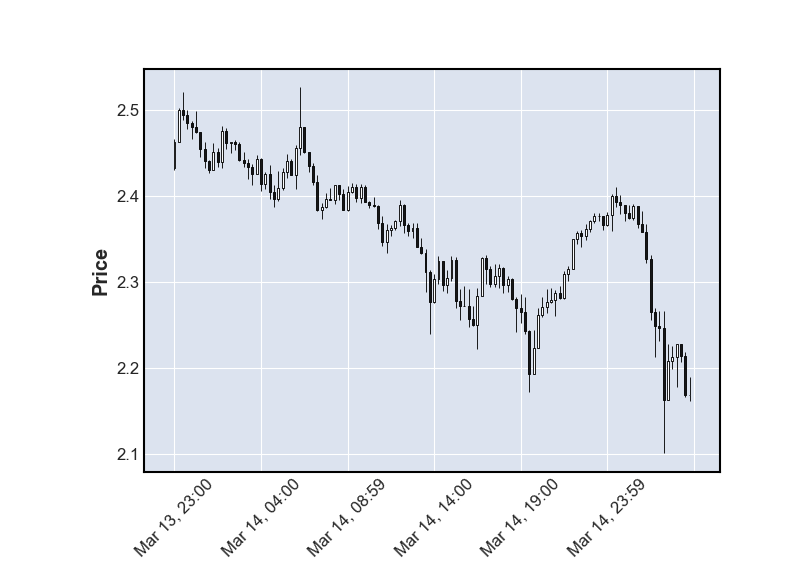 2.5
2.4
2.3
2.2
2.1
Price
Mar 13, 23:00
Mar 14, 04:00
Mar 14, 08:59
Mar 14, 14:00
Mar 14, 19:00
Mar 14, 23:59